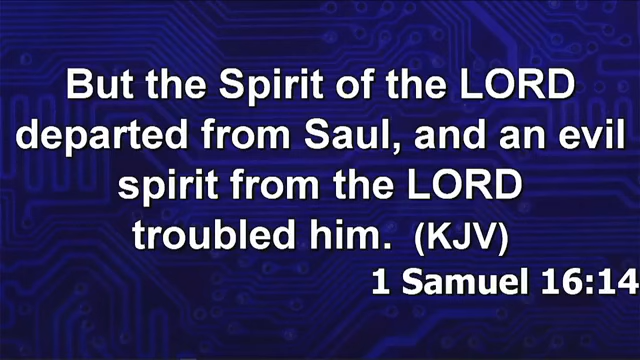 But the Spirit of the LORD
departed from Saul, and an evil
spirit from the LORD
troubled him. (KJV)
1 Samuel 16:14